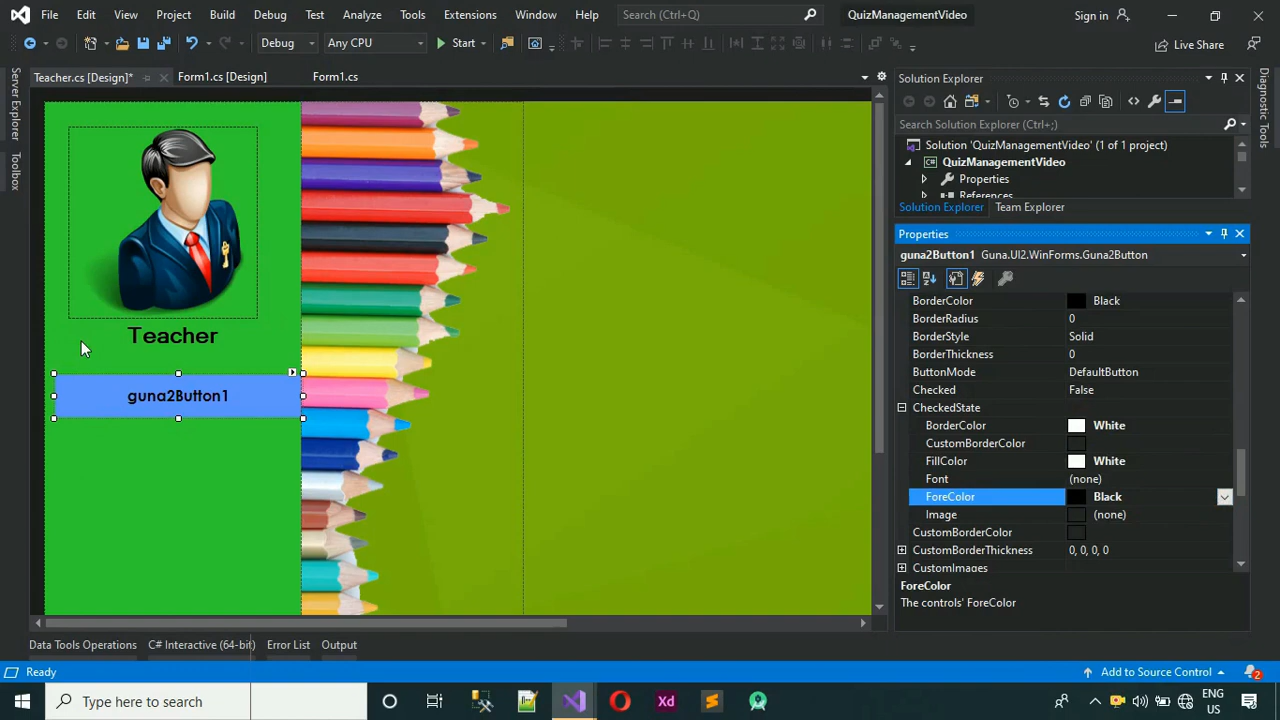 File Edit View Project Build Debug Test Analyze Tools Extensions Window Help Search (Ctrl+Q) QuizManagementVideo Sign in
Debug Any CPU Start Live Share
Teacher.cs [Design]* Form1.cs [Design] Form1.cs
Server Explorer
Toolbox
Teacher
guna2Button1
Solution Explorer
Search Solution Explorer (Ctrl+;)
Solution 'QuizManagementVideo' (1 of 1 project)
QuizManagementVideo
Properties
References
Solution Explorer Team Explorer
Properties
guna2Button1 Guna.UI2.WinForms.Guna2Button
BorderColor Black
BorderRadius 0
BorderStyle Solid
BorderThickness 0
ButtonMode DefaultButton
Checked False
CheckedState
BorderColor White
CustomBorderColor
FillColor White
Font (none)
ForeColor Black
Image (none)
CustomBorderColor
CustomBorderThickness 0, 0, 0, 0
CustomImages
ForeColor
The controls' ForeColor
Diagnostic Tools
Data Tools Operations C# Interactive (64-bit) Error List Output
Ready Add to Source Control 2
Type here to search Xd ENG
US